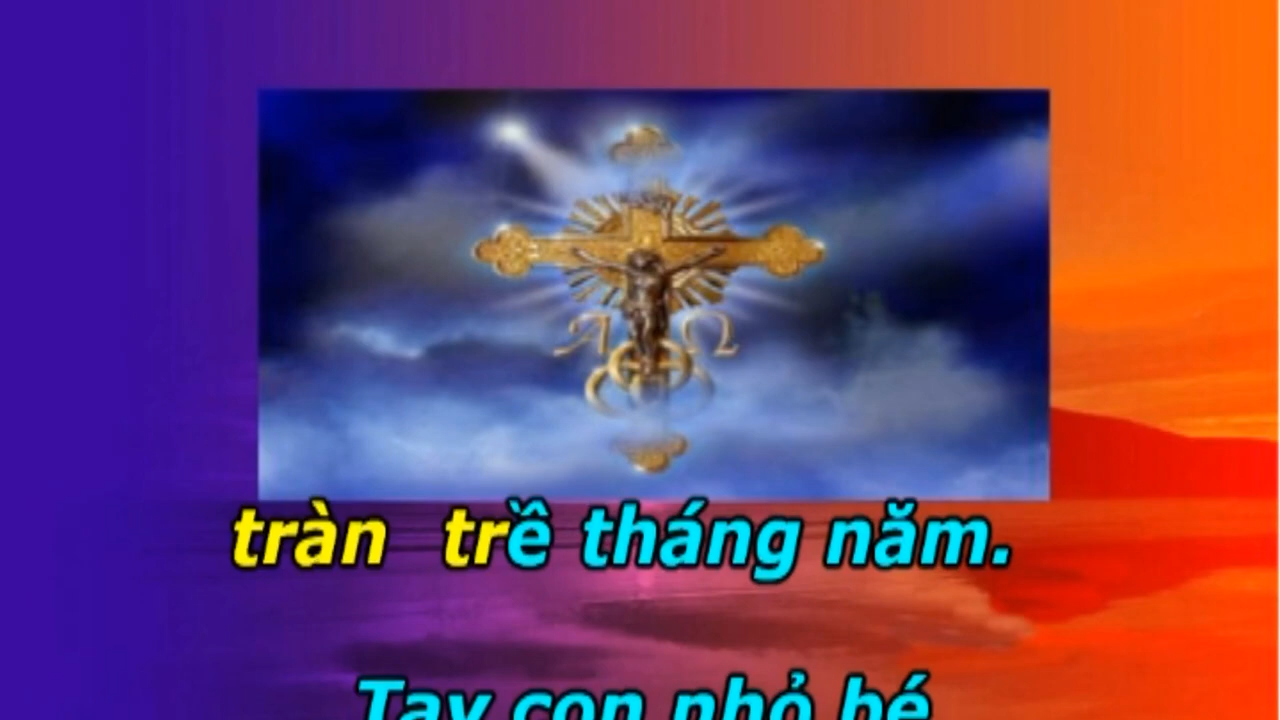 Α Ω
tràn trề tháng năm.
Tay con nhỏ bé